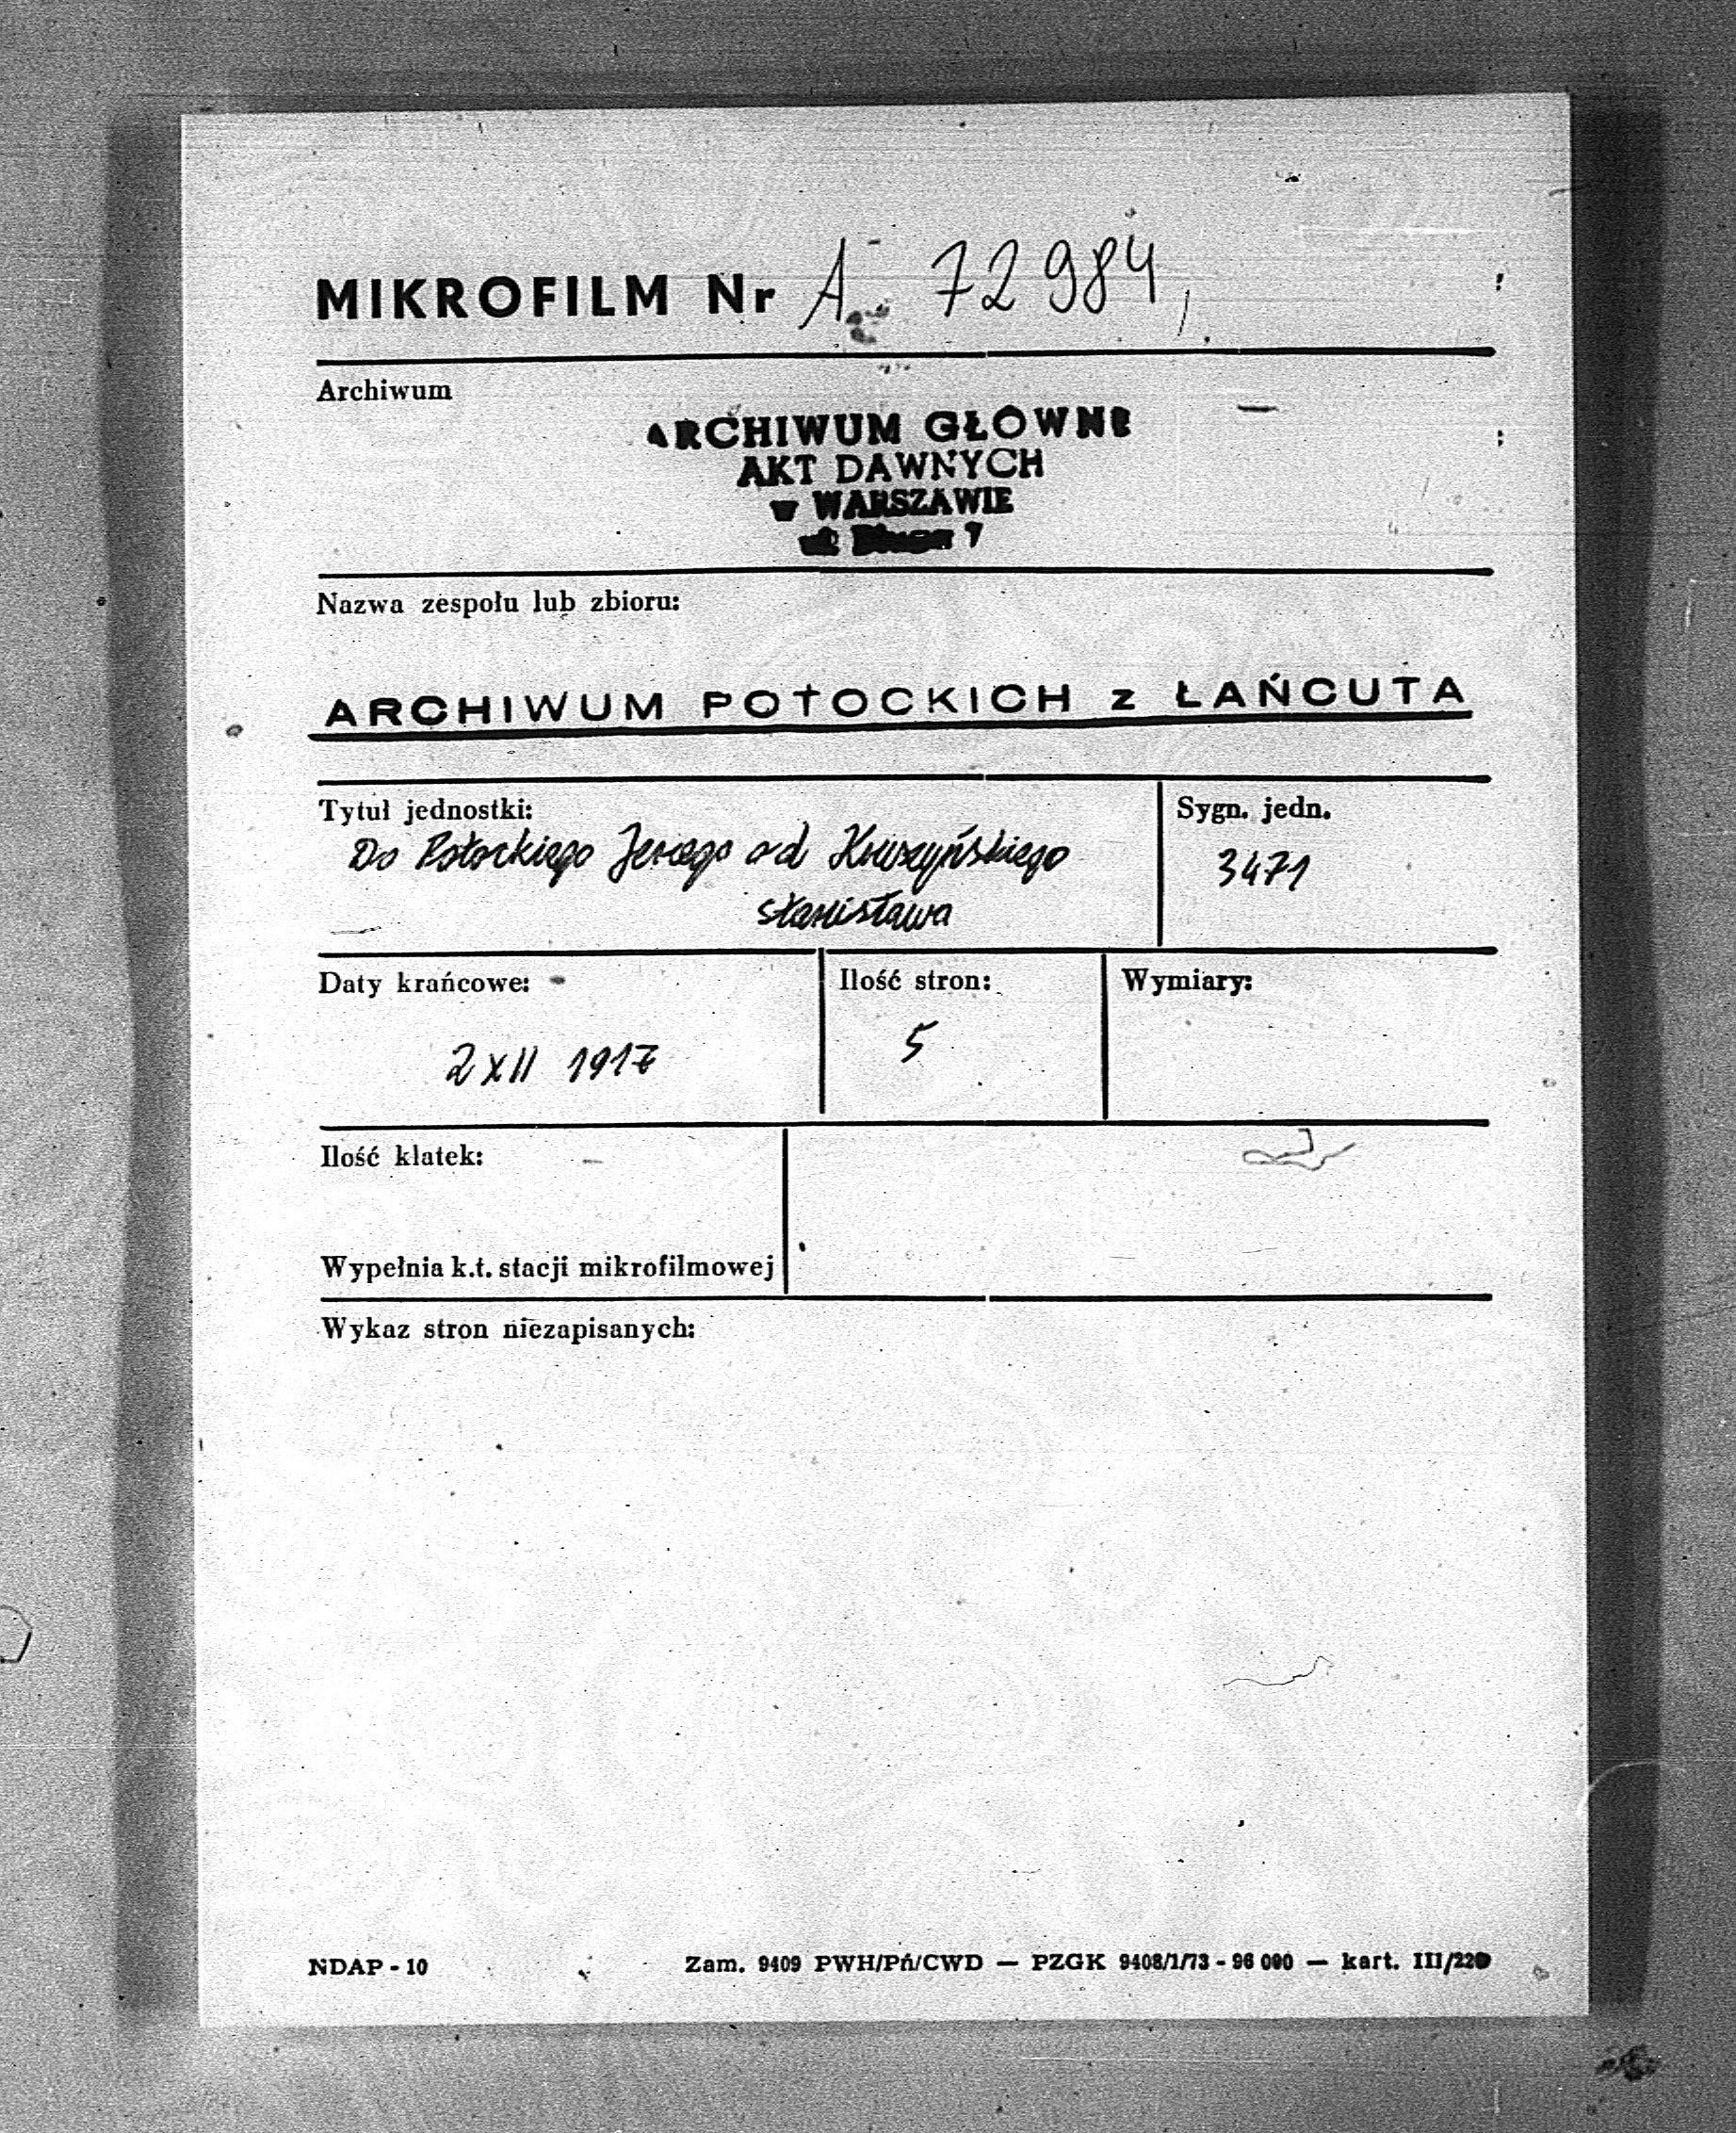 MIKROFILM Nr A. 72984,
Archiwum
ARCHIWUM GŁÓWNE
AKT DAWNYCH
w WARSZAWIE
7
Nazwa zespołu lub zbioru:
ARCHIWUM POTOCKICH z ŁAŃCUTA
Tytuł jednostki:
Sygn. jedn.
Do Potockiego Jerzego od
Stanisława
3471
Daty krańcowe:
Ilość stron:
Wymiary:
2 XII 1917
5
Ilość klatek:
Wypełnia k.t. stacji mikrofilmowej
Wykaz stron niezapisanych:
NDAP - 10
Zam. 9409 PWH/Pń/CWD — PZGK 9408/1/73 - 96 000 — kart. III/220